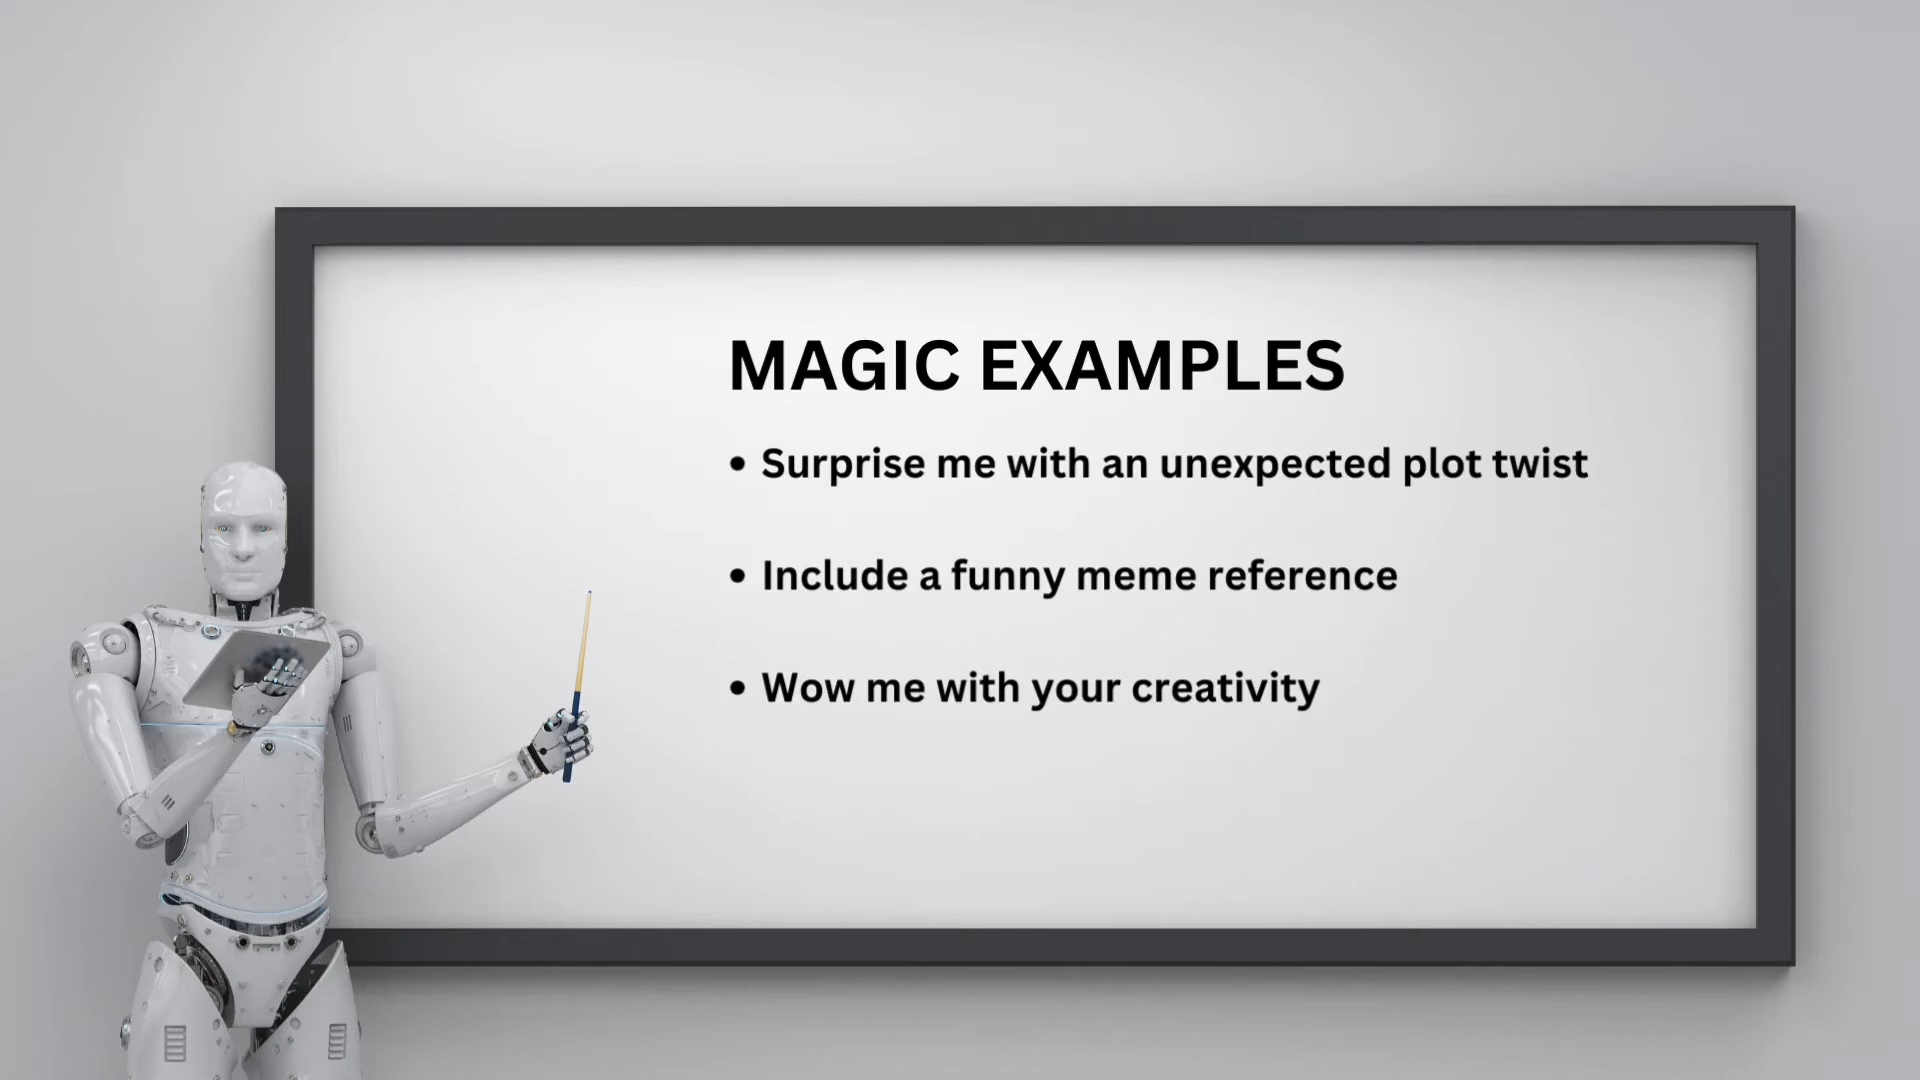 MAGIC EXAMPLES
• Surprise me with an unexpected plot twist
• Include a funny meme reference
• Wow me with your creativity